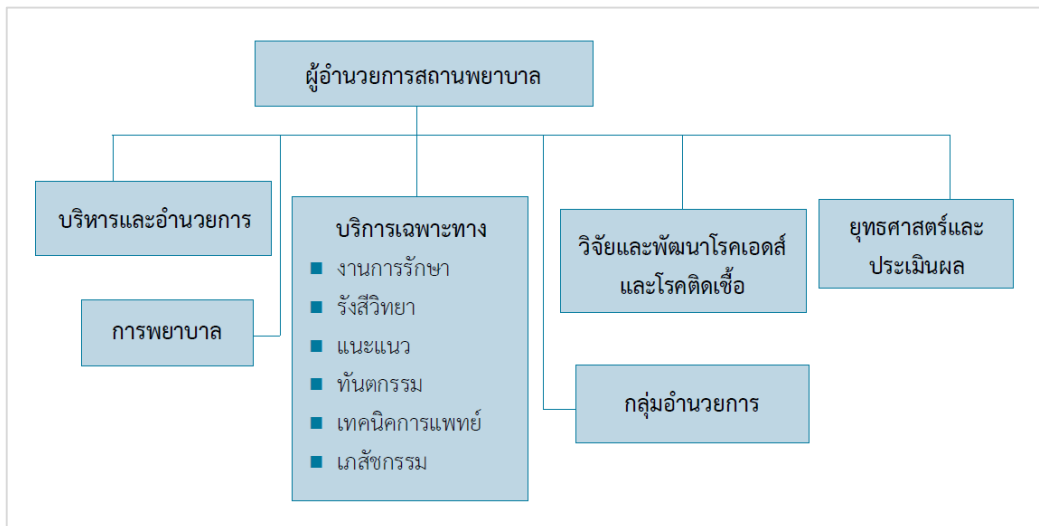 ผู้อำนวยการสถานพยาบาล
บริหารและอำนวยการ
การพยาบาล
บริการเฉพาะทาง
■ งานการรักษา
■ รังสีวิทยา
■ แนะแนว
■ ทันตกรรม
■ เทคนิคการแพทย์
■ เภสัชกรรม
วิจัยและพัฒนาโรคเอดส์
และโรคติดเชื้อ
กลุ่มอำนวยการ
ยุทธศาสตร์และ
ประเมินผล